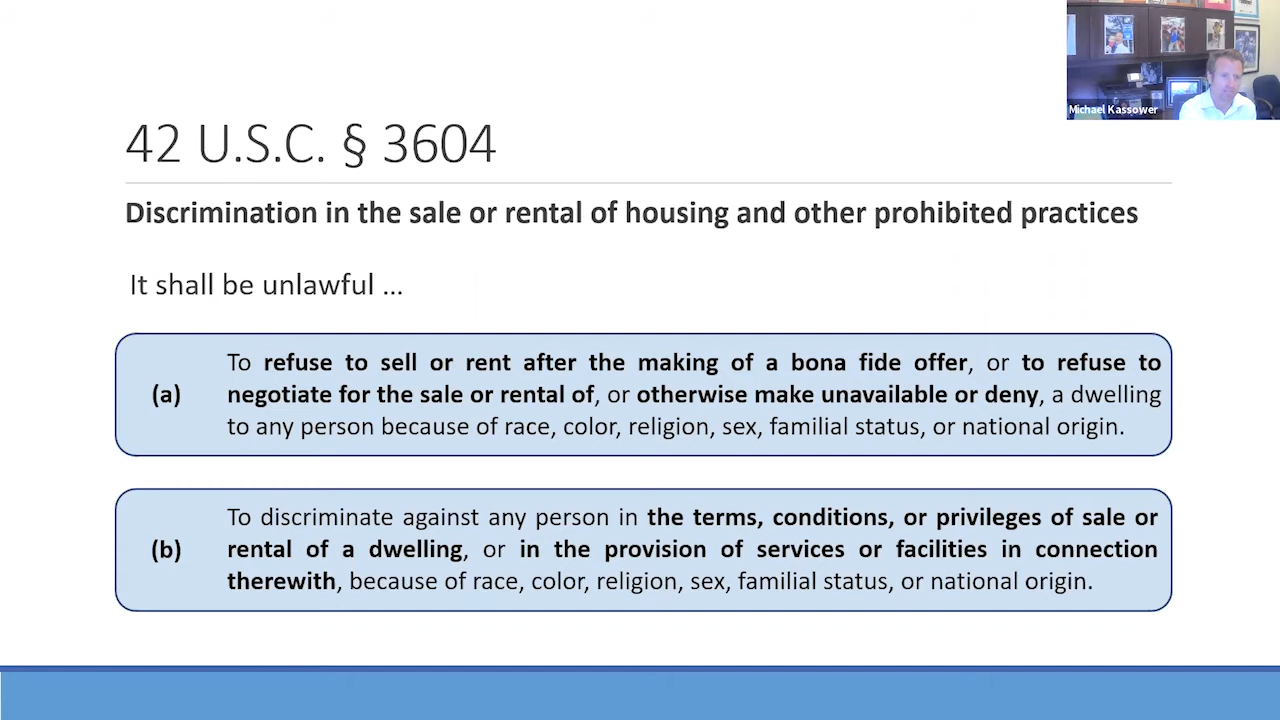 Michael Kassower
42 U.S.C. § 3604
Discrimination in the sale or rental of housing and other prohibited practices
It shall be unlawful ...
(a)
To refuse to sell or rent after the making of a bona fide offer, or to refuse to
negotiate for the sale or rental of, or otherwise make unavailable or deny, a dwelling
to any person because of race, color, religion, sex, familial status, or national origin.
(b)
To discriminate against any person in the terms, conditions, or privileges of sale or
rental of a dwelling, or in the provision of services or facilities in connection
therewith, because of race, color, religion, sex, familial status, or national origin.